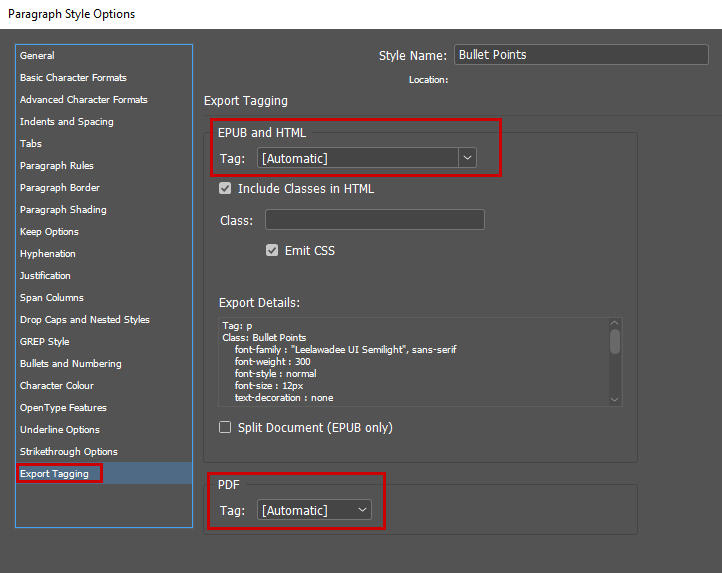 Paragraph Style Options
General
Basic Character Formats
Advanced Character Formats
Indents and Spacing
Tabs
Paragraph Rules
Paragraph Border
Paragraph Shading
Keep Options
Hyphenation
Justification
Span Columns
Drop Caps and Nested Styles
GREP Style
Bullets and Numbering
Character Colour
OpenType Features
Underline Options
Strikethrough Options
Export Tagging
Style Name: Bullet Points
Location:
Export Tagging
EPUB and HTML
Tag: [Automatic]
Include Classes in HTML
Class:
Emit CSS
Export Details:
Tag: p
Class: Bullet Points
font-family : "Leelawadee UI Semilight", sans-serif
font-weight : 300
font-style : normal
font-size : 12px
text-decoration : none
Split Document (EPUB only)
PDF
Tag: [Automatic]